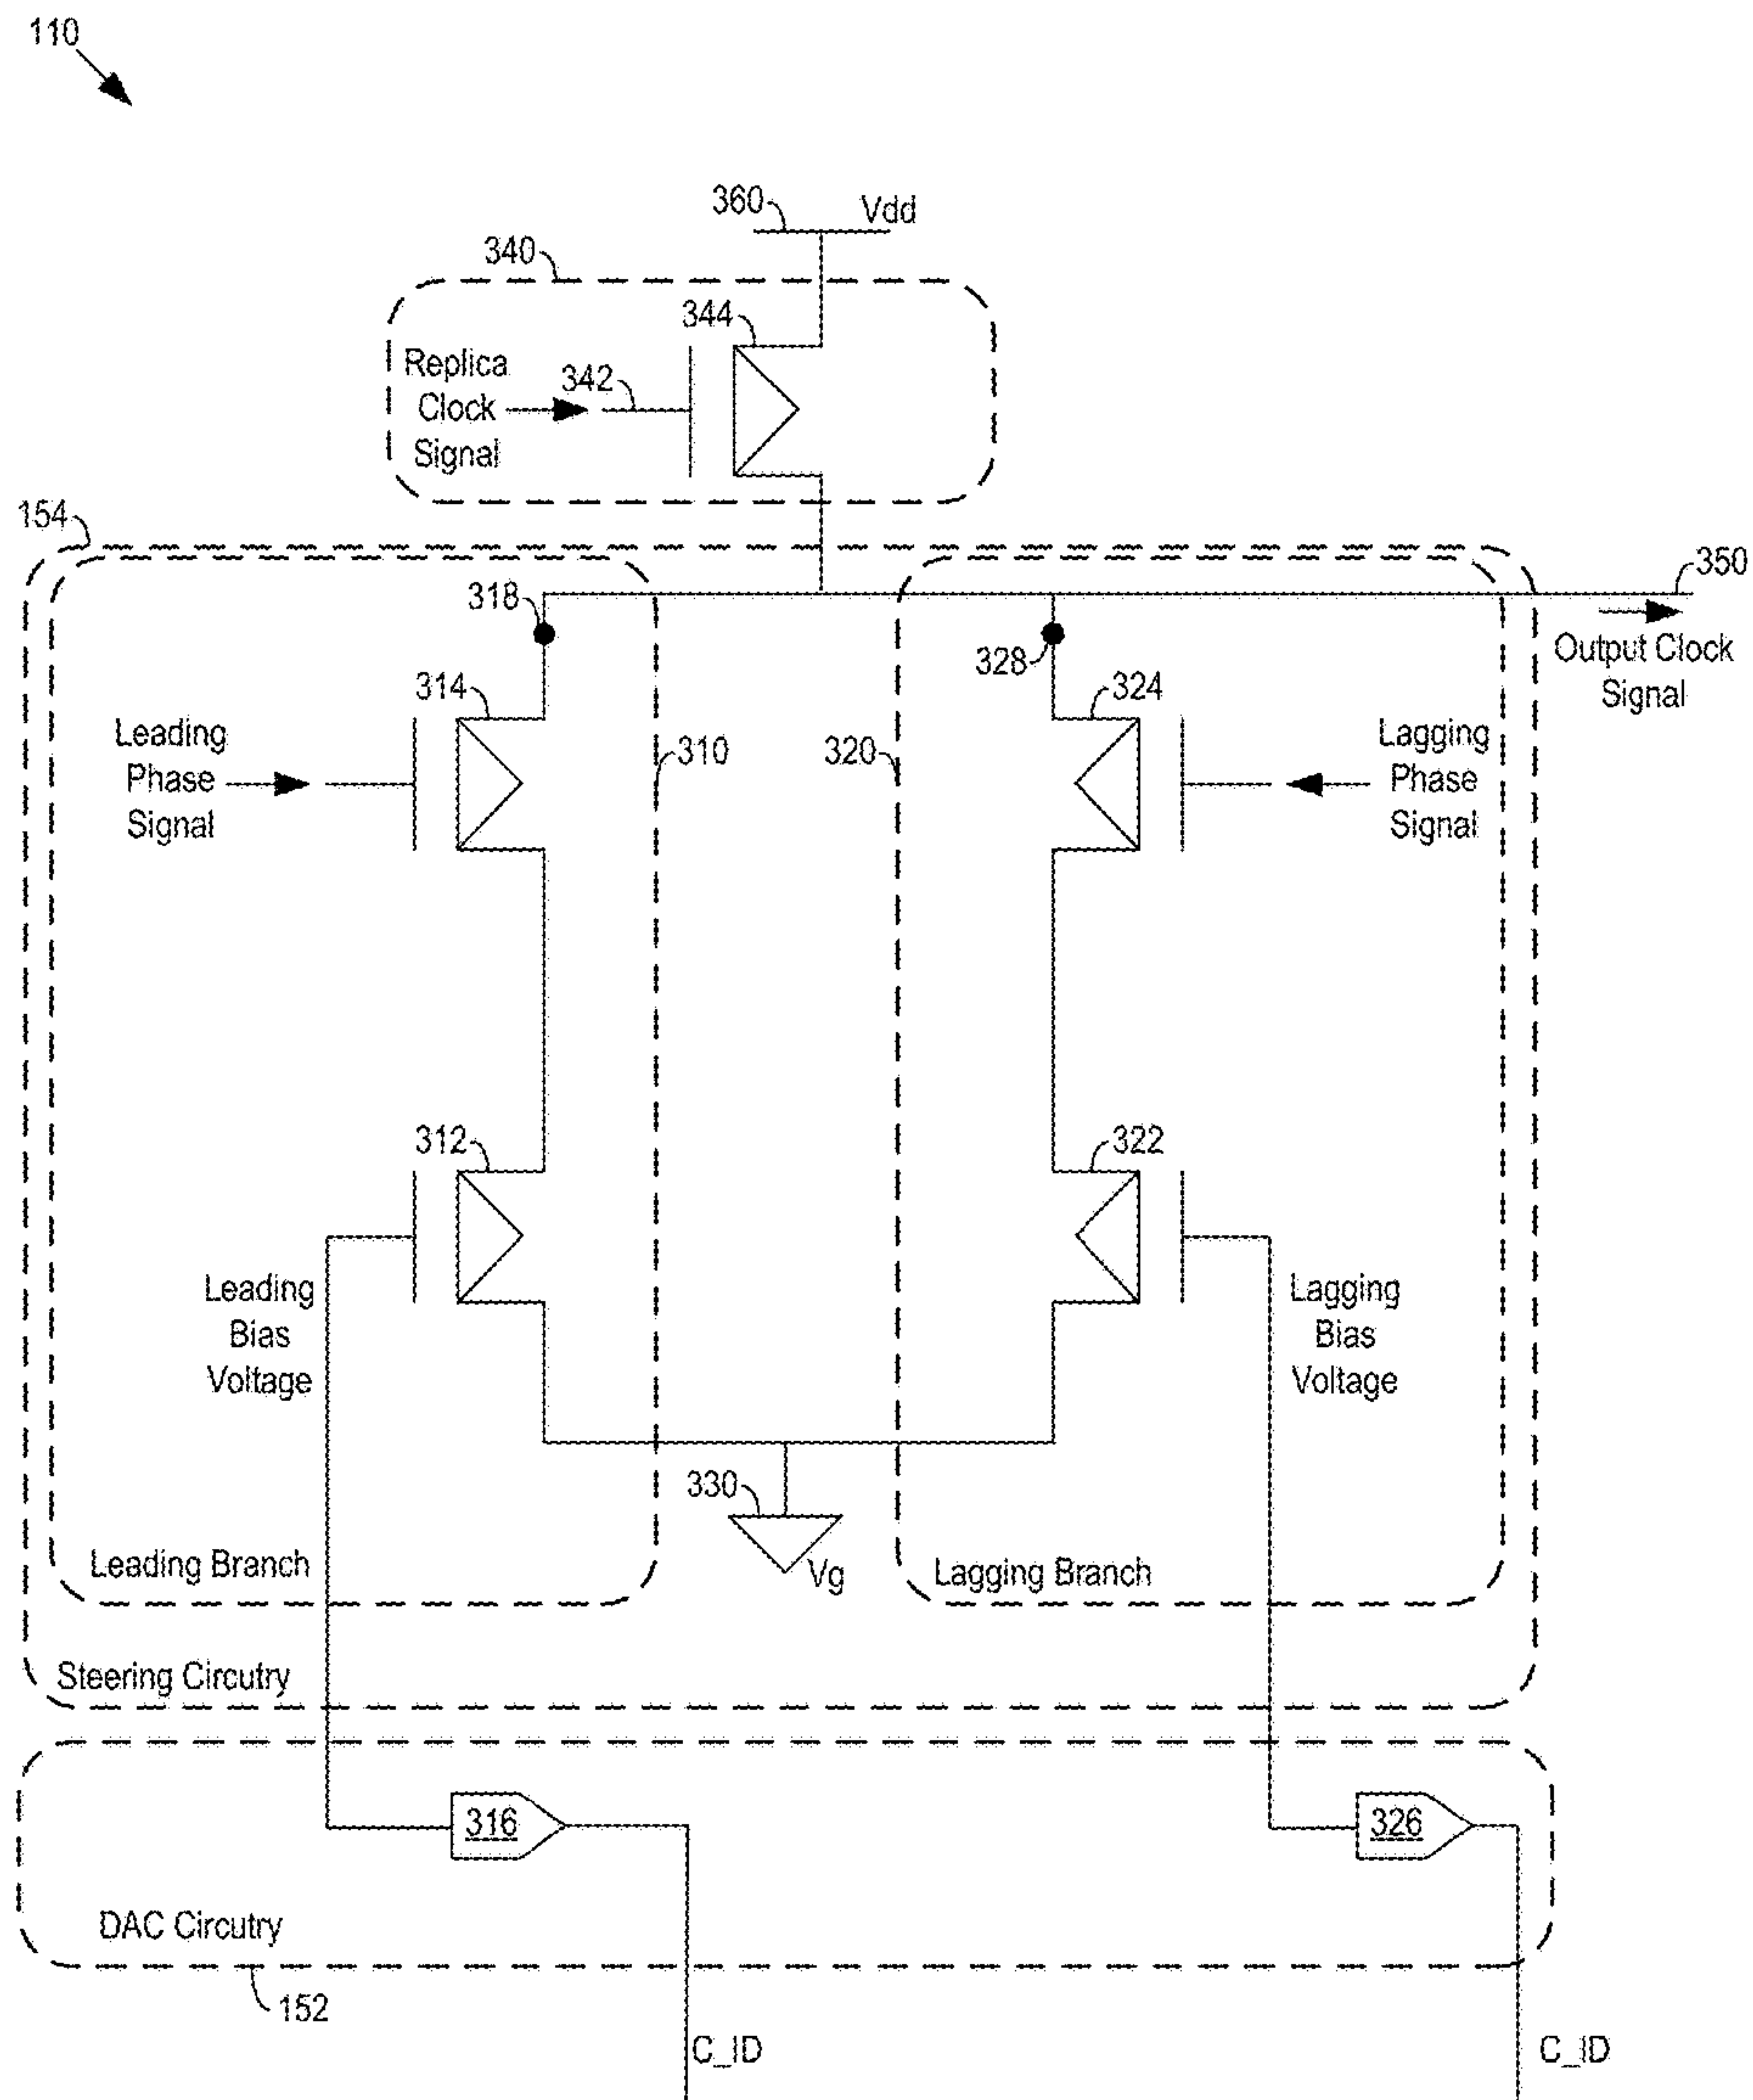 110
360
Vdd
340
344
Replica
Clock
Signal
342
154
350
318
328
Output Clock
Signal
314
324
Leading
Phase
Signal
310
320
Lagging
Phase
Signal
312
322
Leading
Bias
Voltage
Lagging
Bias
Voltage
330
Vg
Leading Branch
Lagging Branch
Steering Circutry
316
326
DAC Circutry
152
C_ID
C_ID